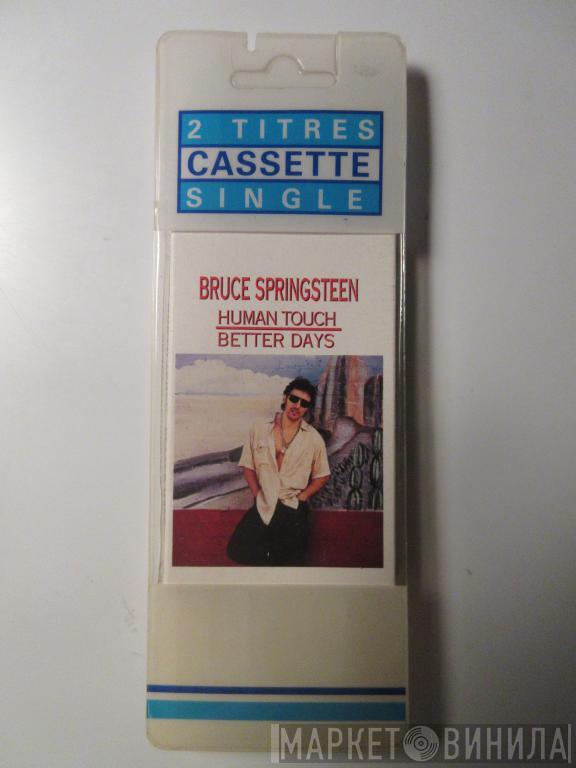 2 TITRES
CASSETTE
SINGLE
BRUCE SPRINGSTEEN
HUMAN TOUCH
BETTER DAYS
МАРКЕТ ВИНИЛА